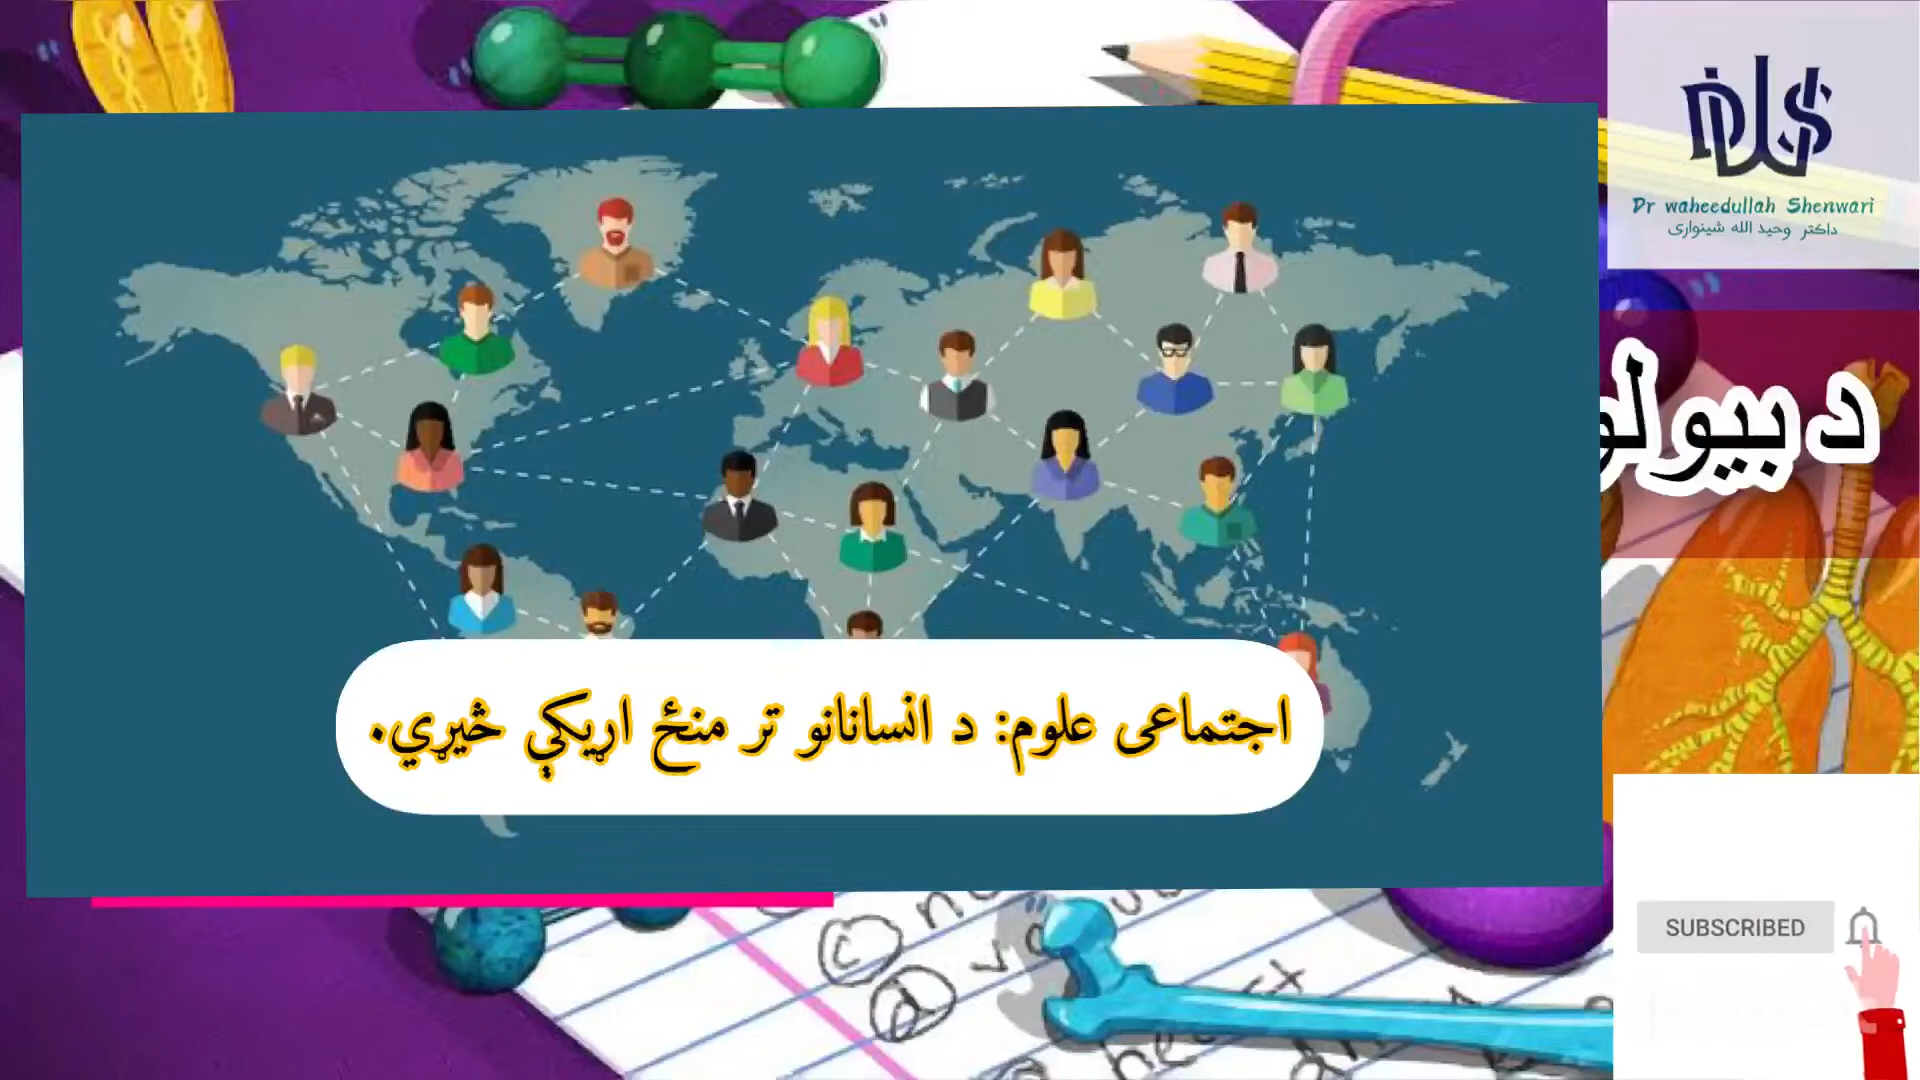 Dr waheedullah Shenwari
داکتر وحید الله شینواری
د بیولو
اجتماعی علوم: د انسانانو تر منځ اړیکې څیړي.
SUBSCRIBED